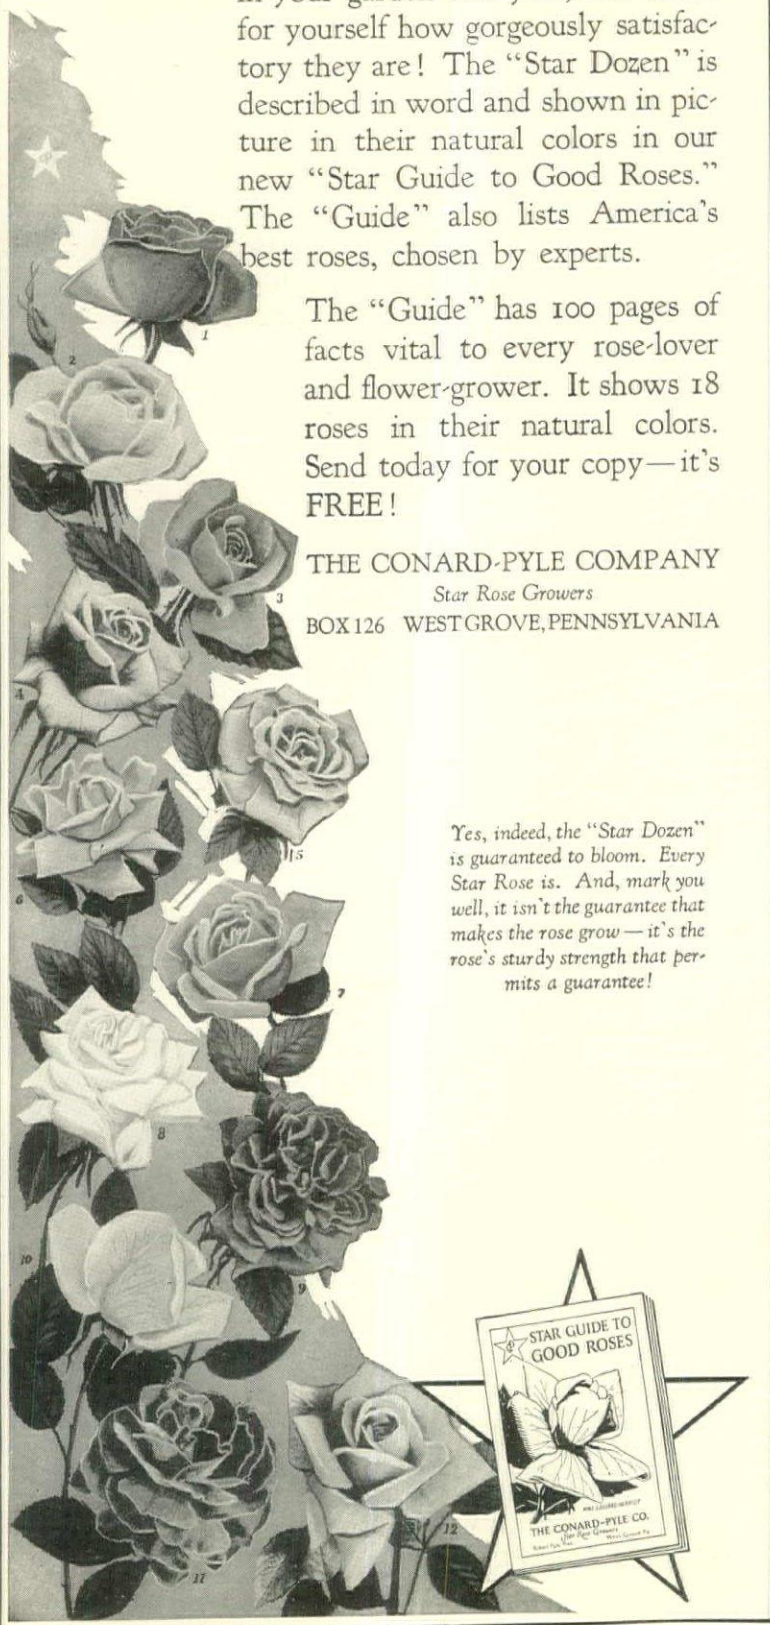 for yourself how gorgeously satisfac-
tory they are! The "Star Dozen" is
described in word and shown in pic-
ture in their natural colors in our
new "Star Guide to Good Roses."
The "Guide" also lists America's
best roses, chosen by experts.
The "Guide" has 100 pages of
facts vital to every rose-lover
and flower-grower. It shows 18
roses in their natural colors.
Send today for your copy—it's
FREE!
THE CONARD-PYLE COMPANY
Star Rose Growers
BOX 126 WEST GROVE, PENNSYLVANIA
Yes, indeed, the "Star Dozen"
is guaranteed to bloom. Every
Star Rose is. And, mark you
well, it isn't the guarantee that
makes the rose grow—it's the
rose's sturdy strength that per-
mits a guarantee!
1
2
3
4
15
6
7
8
9
10
11
12
STAR GUIDE TO
GOOD ROSES
THE CONARD-PYLE CO.
Star Rose Growers